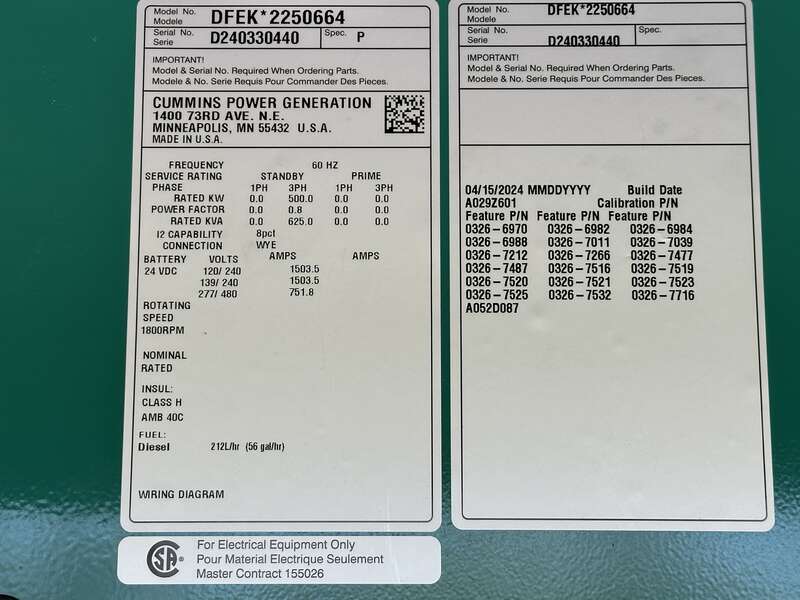 Model No. DFEK*2250664
Modele
Serial No. D240330440 Spec. P
Serie
IMPORTANT!
Model & Serial No. Required When Ordering Parts.
Modele & No. Serie Requis Pour Commander Des Pieces.
CUMMINS POWER GENERATION
1400 73RD AVE. N.E.
MINNEAPOLIS, MN 55432 U.S.A.
MADE IN U.S.A.
FREQUENCY 60 HZ
SERVICE RATING STANDBY PRIME
PHASE 1PH 3PH 1PH 3PH
RATED KW 0.0 500.0 0.0 0.0
POWER FACTOR 0.0 0.8 0.0 0.0
RATED KVA 0.0 625.0 0.0 0.0
I2 CAPABILITY 8pct
CONNECTION WYE
BATTERY VOLTS AMPS AMPS
24 VDC 120/ 240 1503.5
139/ 240 1503.5
277/ 480 751.8
ROTATING
SPEED
1800RPM
NOMINAL
RATED
INSUL:
CLASS H
AMB 40C
FUEL:
Diesel 212L/hr (56 gal/hr)
WIRING DIAGRAM
SA
For Electrical Equipment Only
Pour Material Electrique Seulement
Master Contract 155026
Model No. DFEK*2250664
Modele
Serial No. D240330440 Spec.
Serie
IMPORTANT!
Model & Serial No. Required When Ordering Parts.
Modele & No. Serie Requis Pour Commander Des Pieces.
04/15/2024 MMDDYYYY Build Date
A029Z601 Calibration P/N
Feature P/N Feature P/N Feature P/N
0326-6970 0326-6982 0326-6984
0326-6988 0326-7011 0326-7039
0326-7212 0326-7266 0326-7477
0326-7487 0326-7516 0326-7519
0326-7520 0326-7521 0326-7523
0326-7525 0326-7532 0326-7716
A052D087